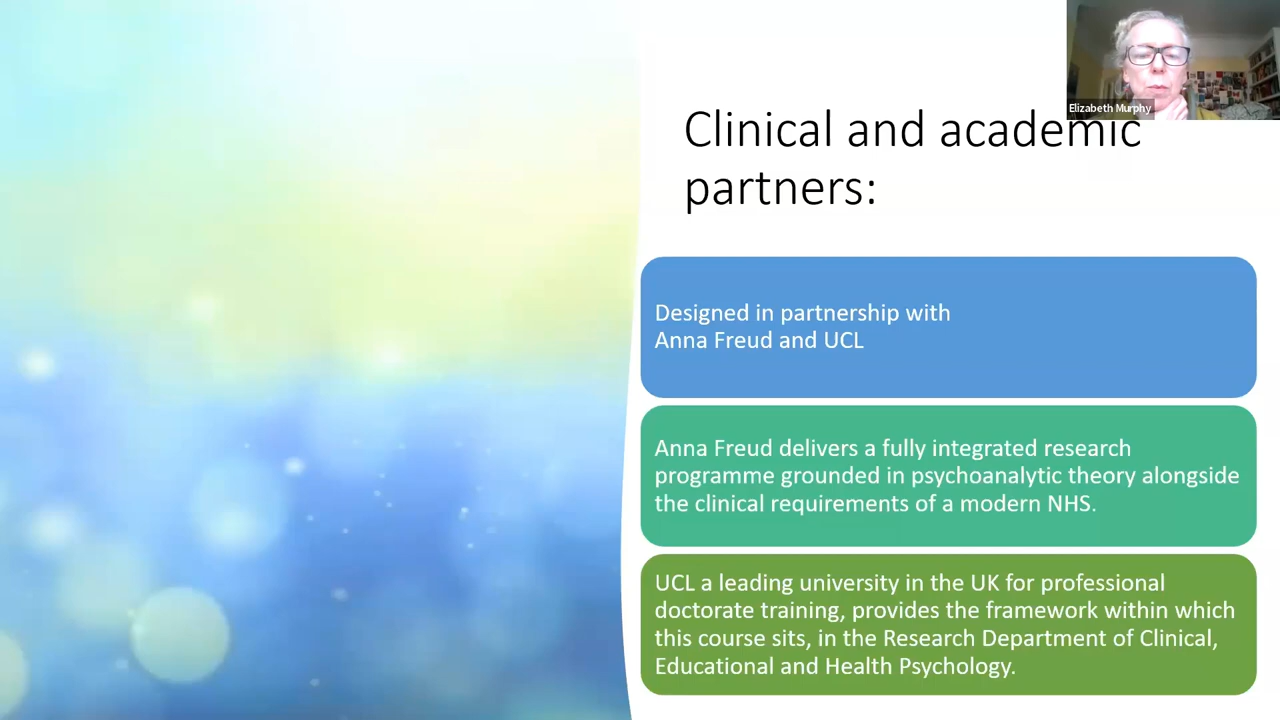 Elizabeth Murphy
Clinical and academic
partners:
Designed in partnership with
Anna Freud and UCL
Anna Freud delivers a fully integrated research
programme grounded in psychoanalytic theory alongside
the clinical requirements of a modern NHS.
UCL a leading university in the UK for professional
doctorate training, provides the framework within which
this course sits, in the Research Department of Clinical,
Educational and Health Psychology.